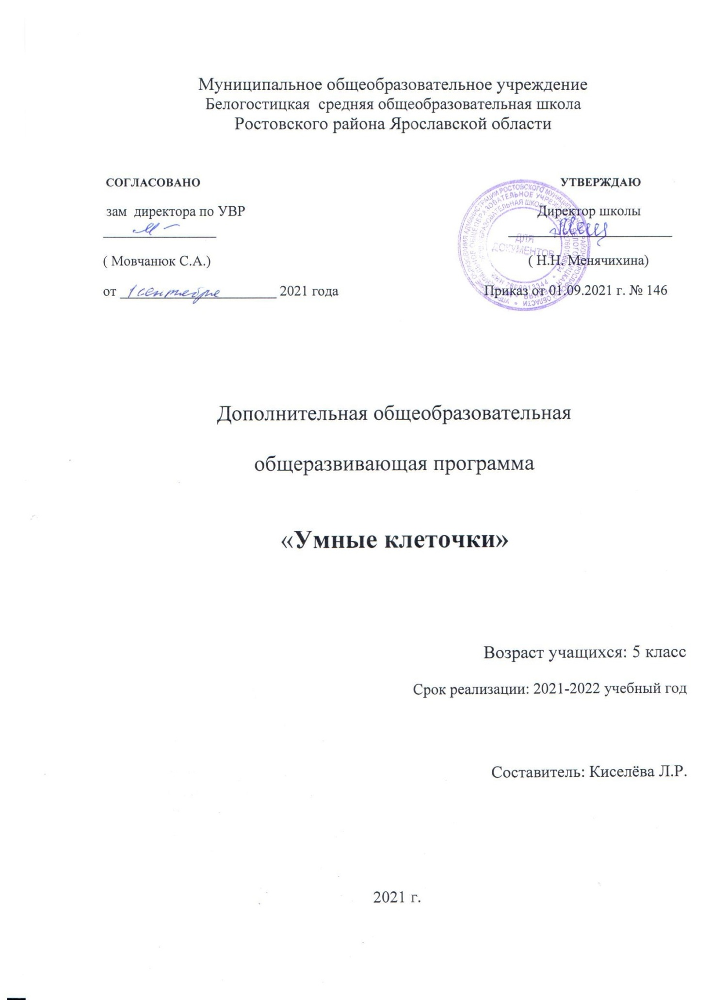 Муниципальное общеобразовательное учреждение
Белогостицкая средняя общеобразовательная школа
Ростовского района Ярославской области
СОГЛАСОВАНО
УТВЕРЖДАЮ
зам директора по УВР
Директор школы
( Мовчанюк С.А.)
( Н.Н. Менячихина)
от 1 сентября 2021 года
Приказ от 01.09.2021 г. № 146
ДЛЯ
ДОКУМЕНТОВ
Дополнительная общеобразовательная
общеразвивающая программа
«Умные клеточки»
Возраст учащихся: 5 класс
Срок реализации: 2021-2022 учебный год
Составитель: Киселёва Л.Р.
2021 г.